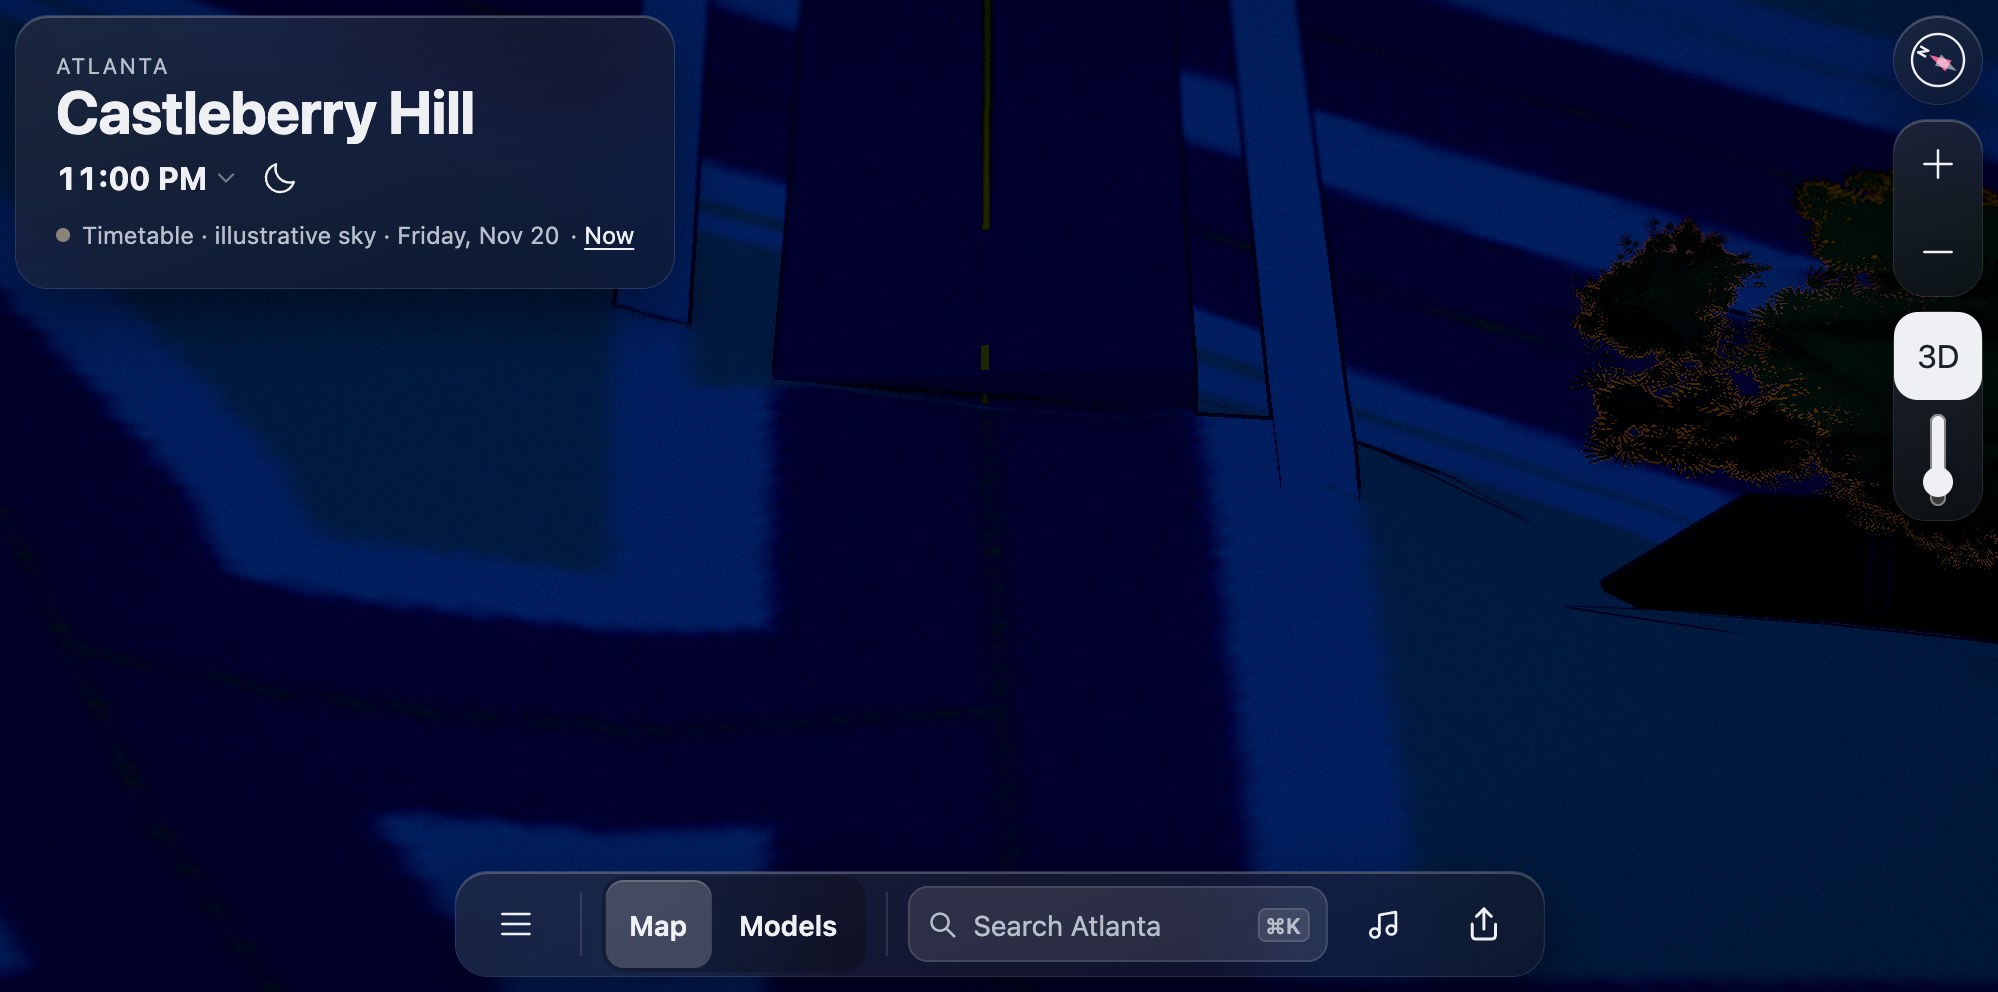 ATLANTA
Castleberry Hill
11:00 PM
Timetable · illustrative sky · Friday, Nov 20 · Now
N
3D
Map
Models
Search Atlanta
⌘K